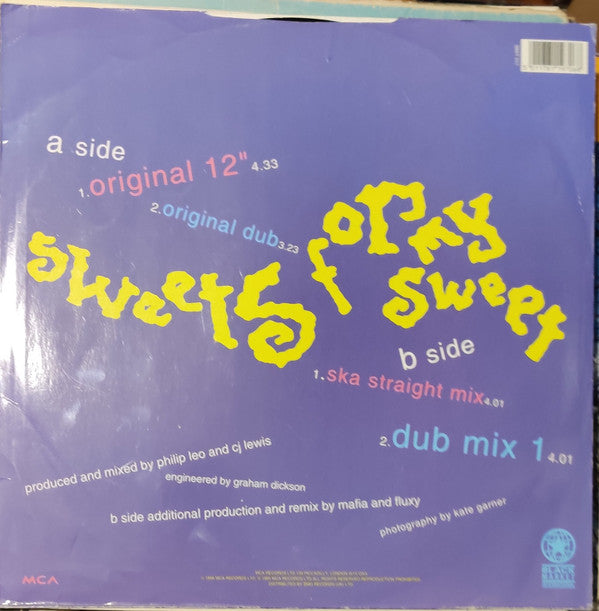 a side
1.original 12" 4.33
2.original dub 3.23
sweets for my sweet
b side
1.ska straight mix 4.01
2.dub mix 1 4.01
produced and mixed by philip leo and cj lewis
engineered by graham dickson
b side additional production and remix by mafia and fluxy
photography by kate garner
MCA
BLACK
MARKET